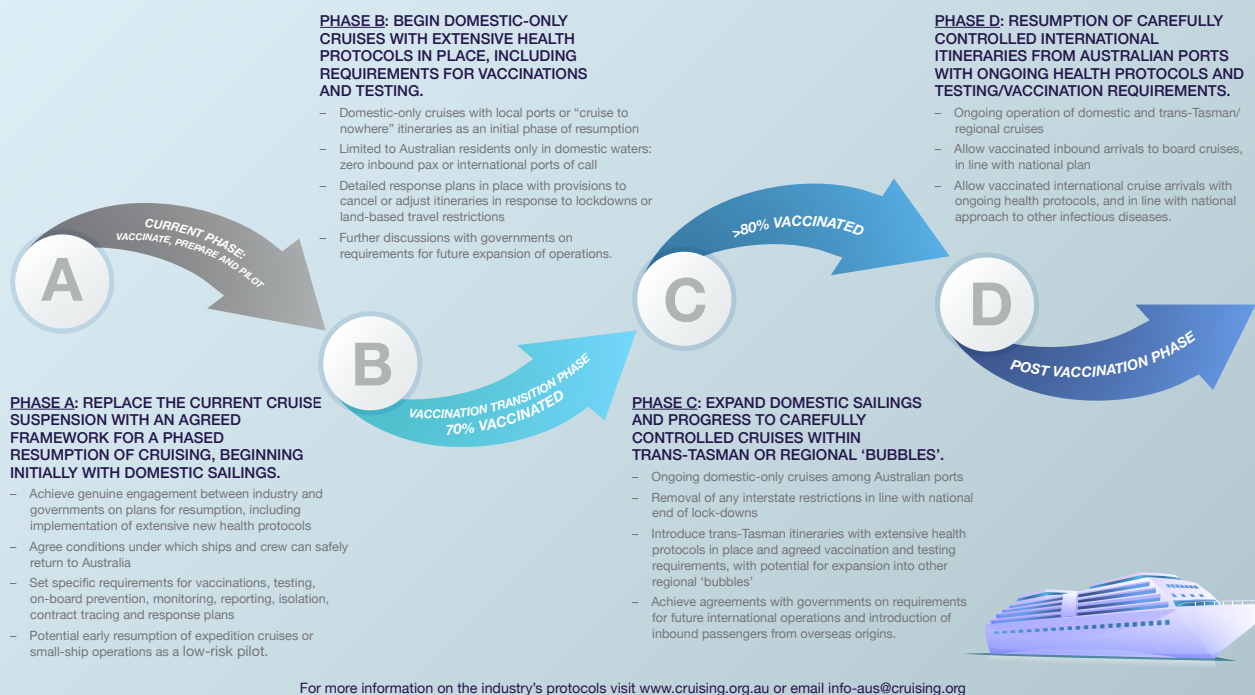 PHASE B: BEGIN DOMESTIC-ONLY
CRUISES WITH EXTENSIVE HEALTH
PROTOCOLS IN PLACE, INCLUDING
REQUIREMENTS FOR VACCINATIONS
AND TESTING.
– Domestic-only cruises with local ports or “cruise to
nowhere” itineraries as an initial phase of resumption
– Limited to Australian residents only in domestic waters:
zero inbound pax or international ports of call
– Detailed response plans in place with provisions to
cancel or adjust itineraries in response to lockdowns or
land-based travel restrictions
– Further discussions with governments on
requirements for future expansion of operations.
PHASE D: RESUMPTION OF CAREFULLY
CONTROLLED INTERNATIONAL
ITINERARIES FROM AUSTRALIAN PORTS
WITH ONGOING HEALTH PROTOCOLS AND
TESTING/VACCINATION REQUIREMENTS.
– Ongoing operation of domestic and trans-Tasman/
regional cruises
– Allow vaccinated inbound arrivals to board cruises,
in line with national plan
– Allow vaccinated international cruise arrivals with
ongoing health protocols, and in line with national
approach to other infectious diseases.
A
CURRENT PHASE:
VACCINATE, PREPARE AND PILOT
B
VACCINATION TRANSITION PHASE
70% VACCINATED
C
>80% VACCINATED
D
POST VACCINATION PHASE
PHASE A: REPLACE THE CURRENT CRUISE
SUSPENSION WITH AN AGREED
FRAMEWORK FOR A PHASED
RESUMPTION OF CRUISING, BEGINNING
INITIALLY WITH DOMESTIC SAILINGS.
– Achieve genuine engagement between industry and
governments on plans for resumption, including
implementation of extensive new health protocols
– Agree conditions under which ships and crew can safely
return to Australia
– Set specific requirements for vaccinations, testing,
on-board prevention, monitoring, reporting, isolation,
contract tracing and response plans
– Potential early resumption of expedition cruises or
small-ship operations as a low-risk pilot.
PHASE C: EXPAND DOMESTIC SAILINGS
AND PROGRESS TO CAREFULLY
CONTROLLED CRUISES WITHIN
TRANS-TASMAN OR REGIONAL ‘BUBBLES’.
– Ongoing domestic-only cruises among Australian ports
– Removal of any interstate restrictions in line with national
end of lock-downs
– Introduce trans-Tasman itineraries with extensive health
protocols in place and agreed vaccination and testing
requirements, with potential for expansion into other
regional ‘bubbles’
– Achieve agreements with governments on requirements
for future international operations and introduction of
inbound passengers from overseas origins.
For more information on the industry’s protocols visit www.cruising.org.au or email info-aus@cruising.org